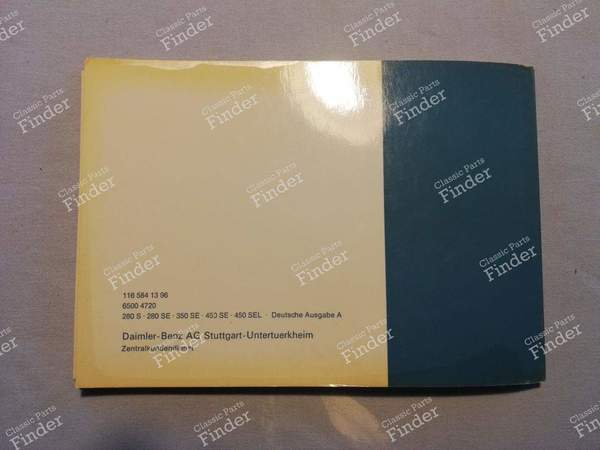 116 584 13 96
6500 4720
280 S · 280 SE · 350 SE · 450 SE · 450 SEL · Deutsche Ausgabe A
Daimler-Benz AG Stuttgart-Untertuerkheim
Zentralkundendienst
Classic Parts
Finder